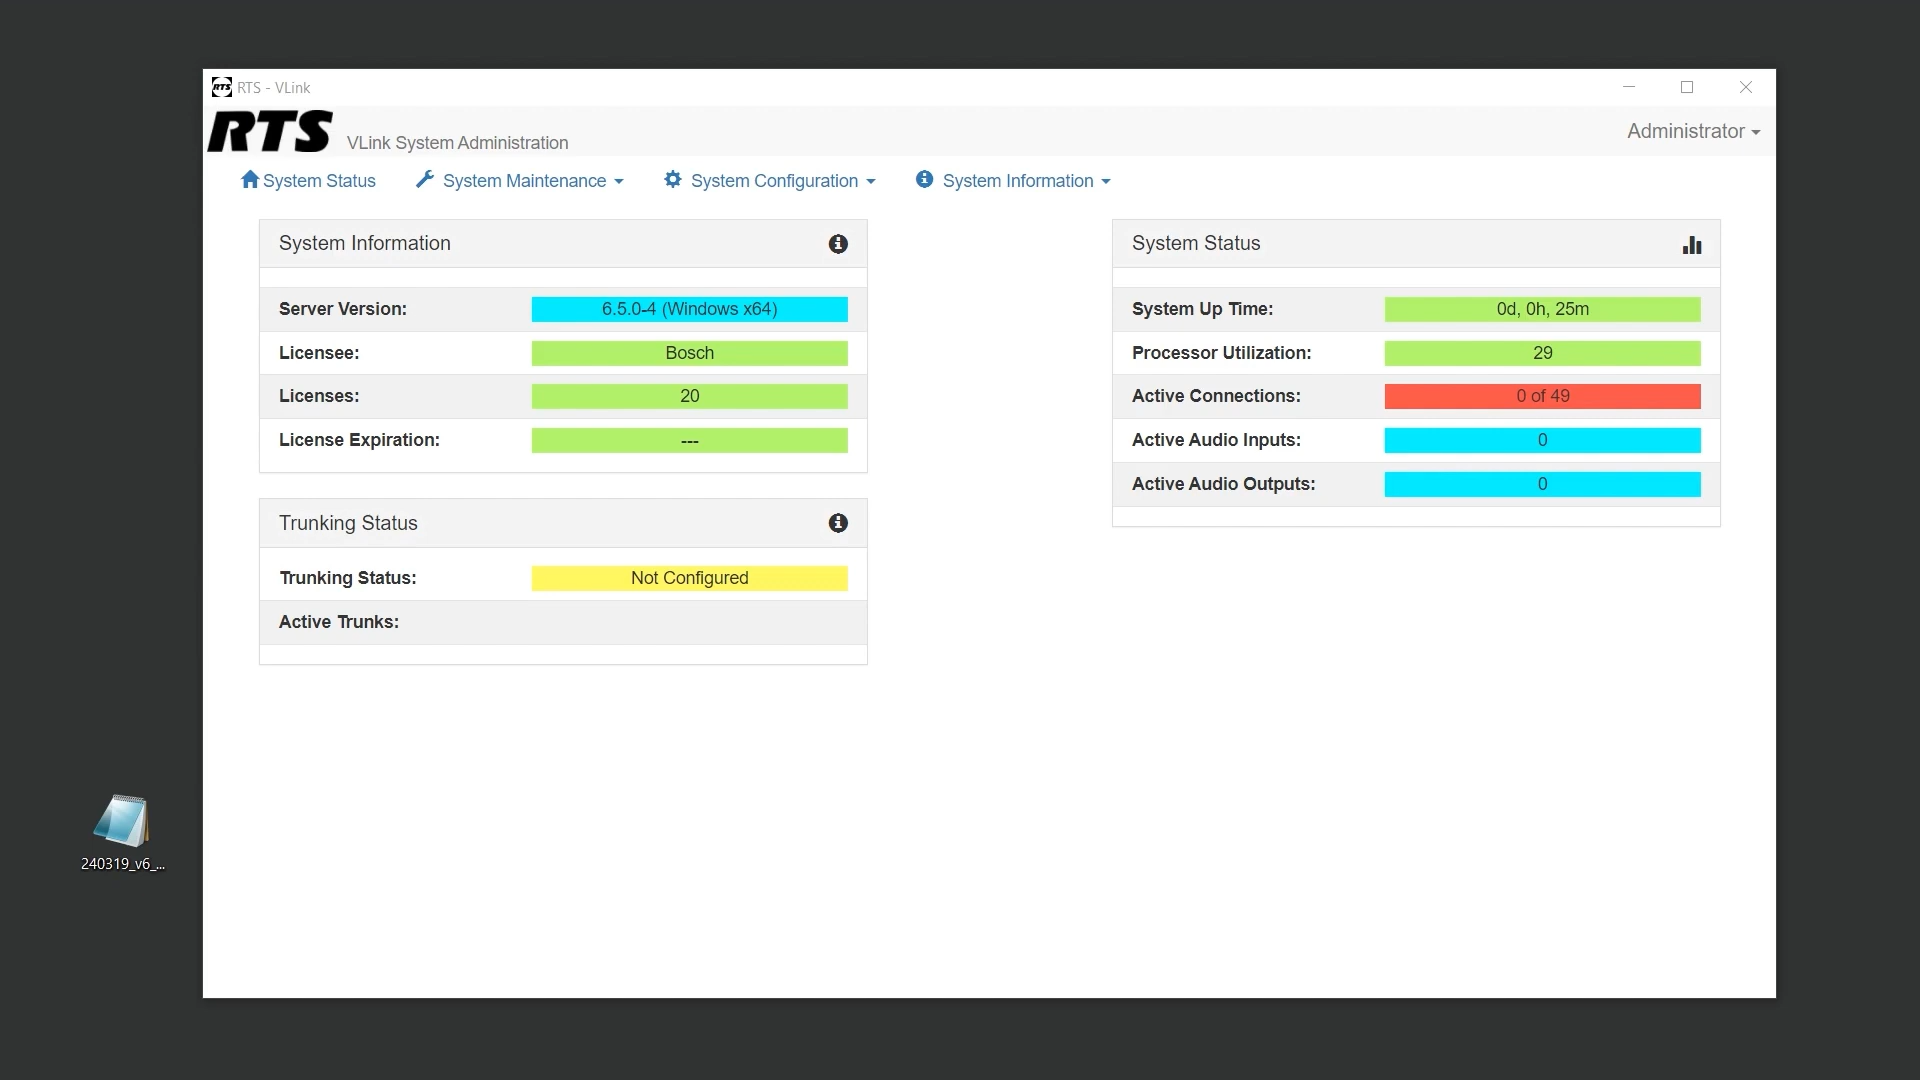 RTS - VLink
RTS VLink System Administration
Administrator
System Status System Maintenance System Configuration System Information
System Information
Server Version: 6.5.0-4 (Windows x64)
Licensee: Bosch
Licenses: 20
License Expiration: ---
Trunking Status
Trunking Status: Not Configured
Active Trunks:
System Status
System Up Time: 0d, 0h, 25m
Processor Utilization: 29
Active Connections: 0 of 49
Active Audio Inputs: 0
Active Audio Outputs: 0
240319_v6_...